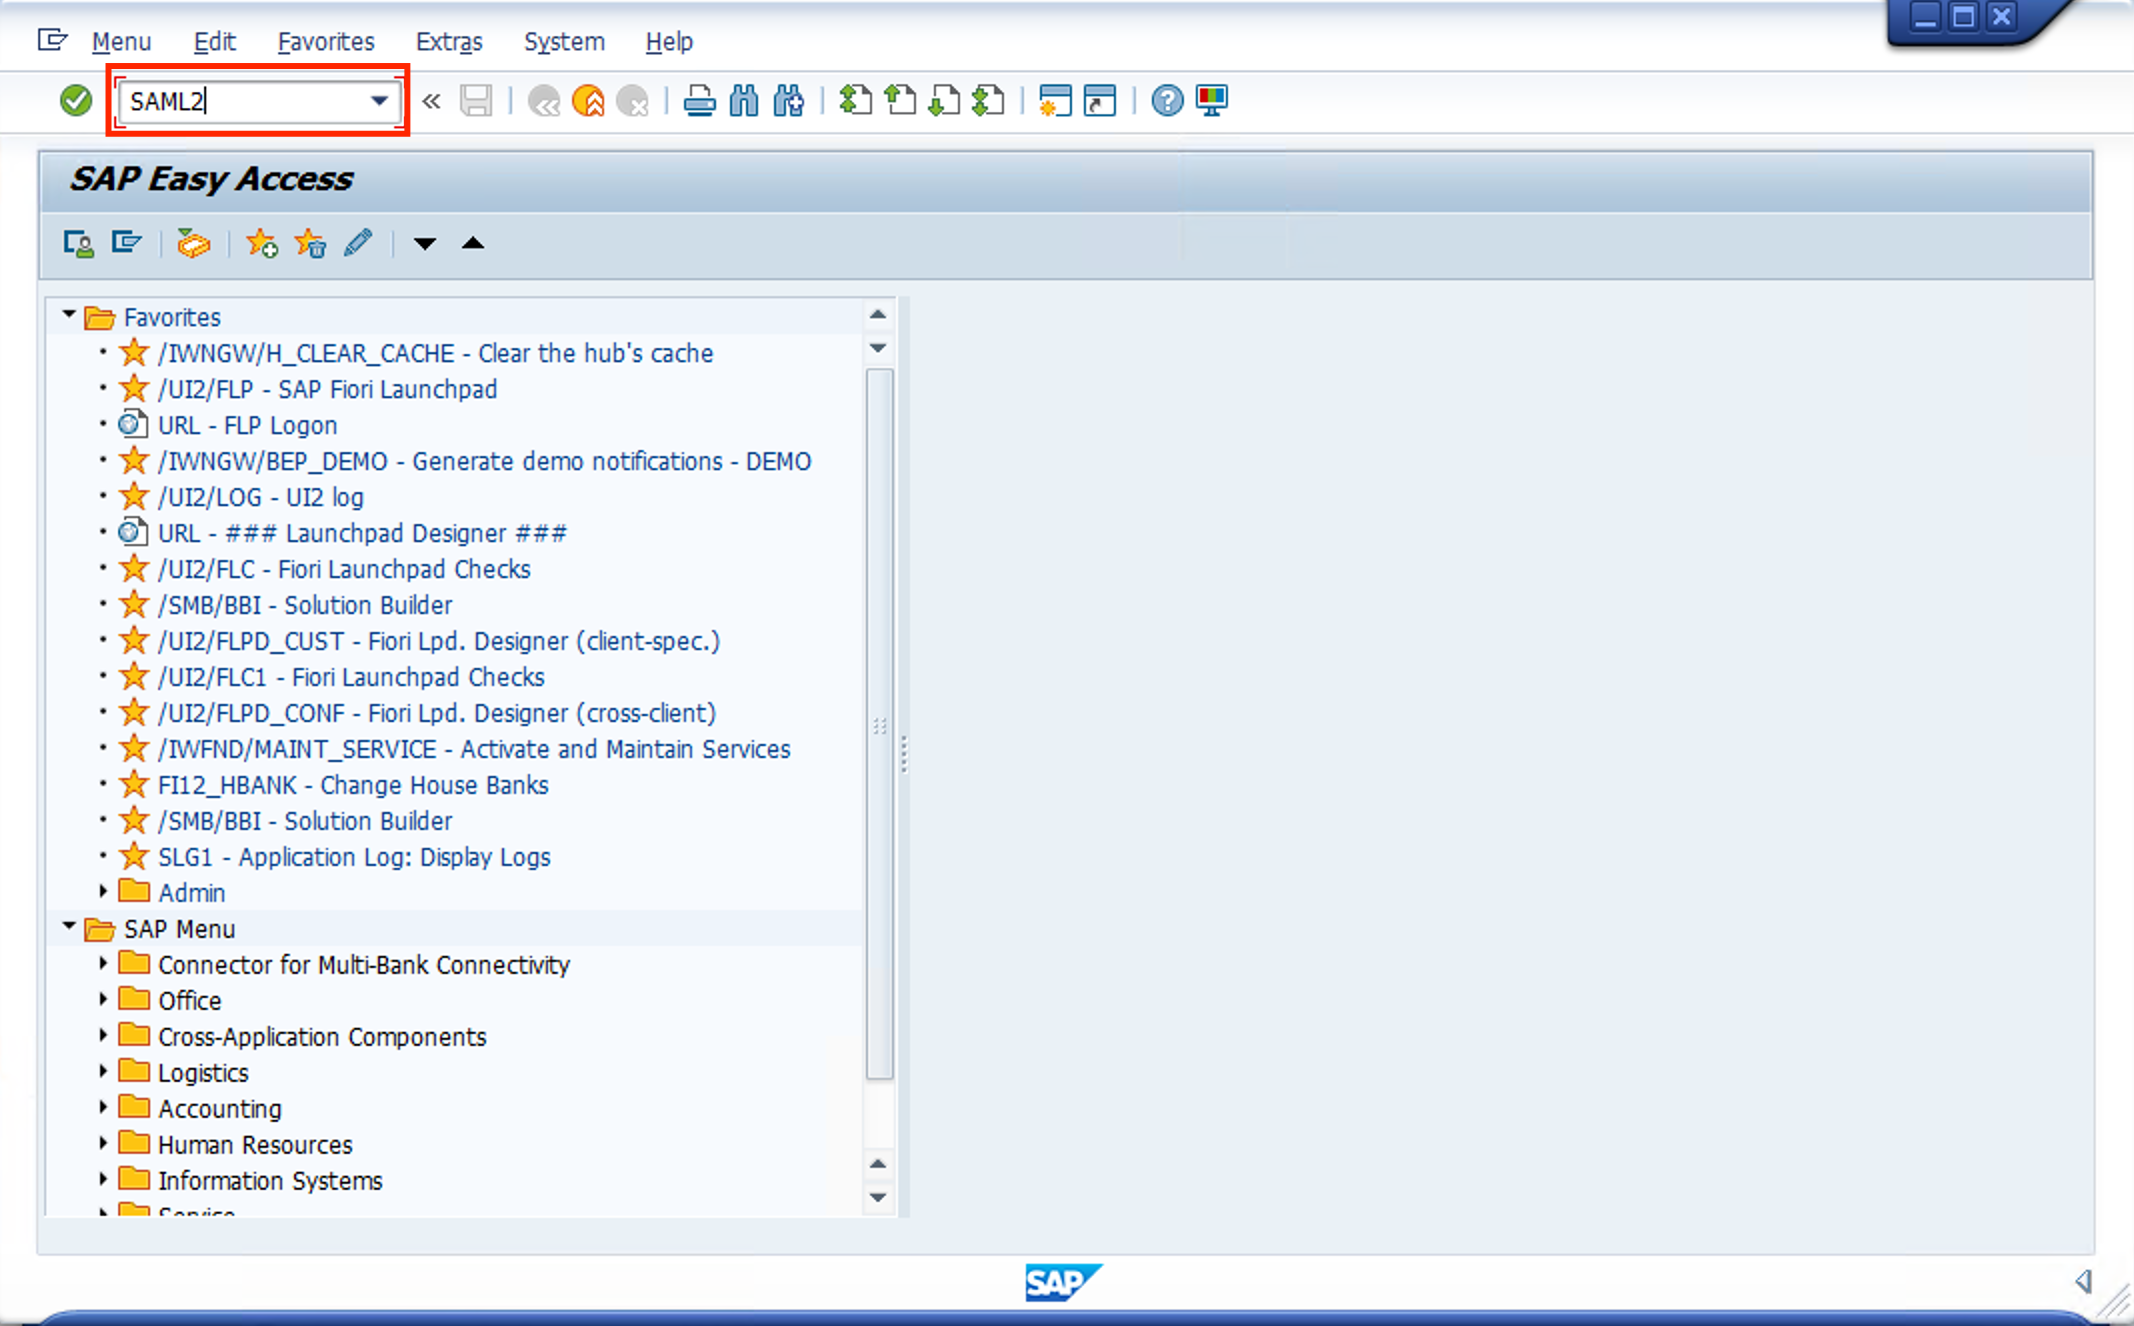 Menu Edit Favorites Extras System Help
SAML2
SAP Easy Access
Favorites
/IWNGW/H_CLEAR_CACHE - Clear the hub's cache
/UI2/FLP - SAP Fiori Launchpad
URL - FLP Logon
/IWNGW/BEP_DEMO - Generate demo notifications - DEMO
/UI2/LOG - UI2 log
URL - ### Launchpad Designer ###
/UI2/FLC - Fiori Launchpad Checks
/SMB/BBI - Solution Builder
/UI2/FLPD_CUST - Fiori Lpd. Designer (client-spec.)
/UI2/FLC1 - Fiori Launchpad Checks
/UI2/FLPD_CONF - Fiori Lpd. Designer (cross-client)
/IWFND/MAINT_SERVICE - Activate and Maintain Services
FI12_HBANK - Change House Banks
/SMB/BBI - Solution Builder
SLG1 - Application Log: Display Logs
Admin
SAP Menu
Connector for Multi-Bank Connectivity
Office
Cross-Application Components
Logistics
Accounting
Human Resources
Information Systems
Service
SAP